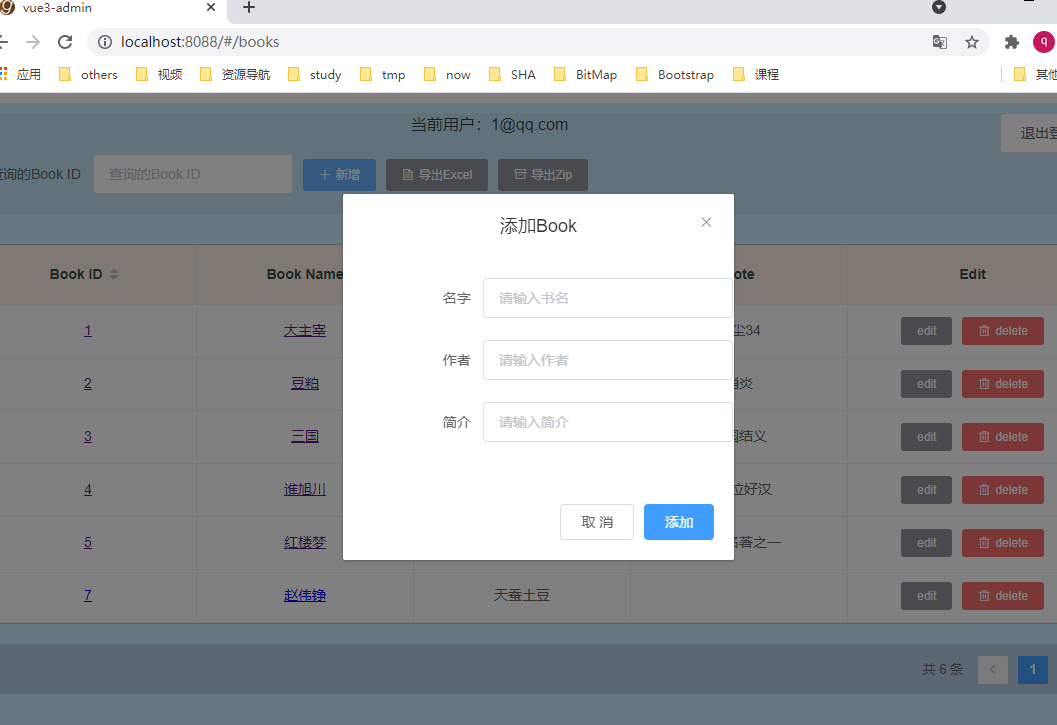 vue3-admin
localhost:8088/#/books
应用 others 视频 资源导航 study tmp now SHA BitMap Bootstrap 课程 其他
当前用户：1@qq.com
退出登
查询的Book ID 查询的Book ID 新增 导出Excel 导出Zip
添加Book
Book ID Book Name ote Edit
名字 请输入书名
1 大主宰 尘34 edit delete
作者 请输入作者
2 豆粕 炎 edit delete
3 三国 结义 edit delete
简介 请输入简介
4 谁旭川 位好汉 edit delete
取 消 添加
5 红楼梦 名著之一 edit delete
7 赵伟铮 天蚕土豆 edit delete
共 6 条 1